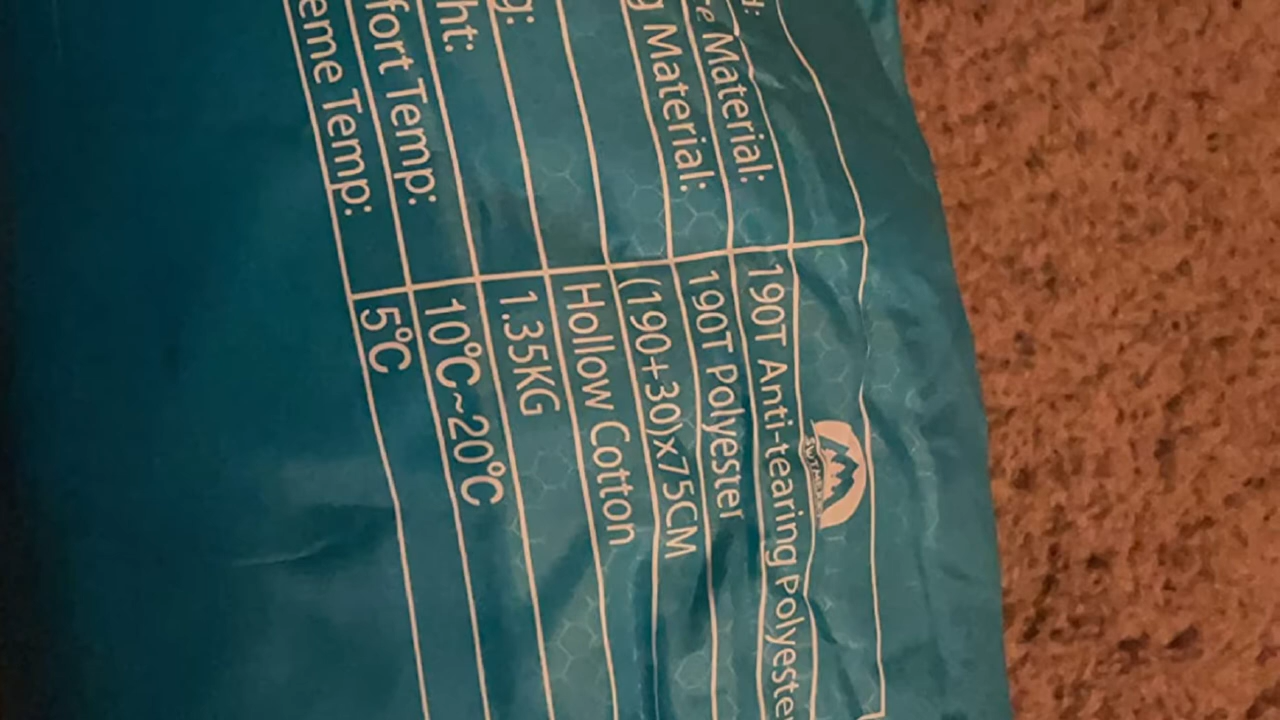 d:
e Material: 190T Anti-tearing Polyester
g Material: 190T Polyester
(190+30)x75CM
g: Hollow Cotton
ht: 1.35KG
fort Temp: 10℃~20℃
eme Temp: 5℃